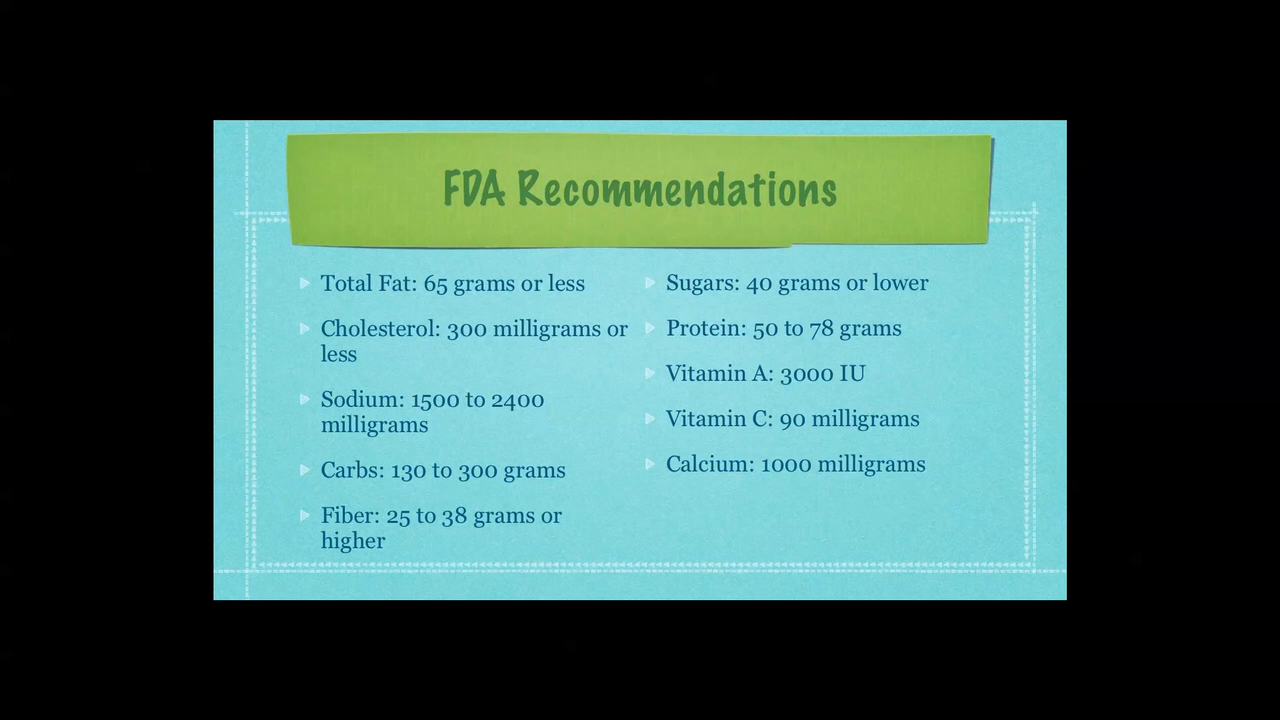 FDA Recommendations
Total Fat: 65 grams or less
Cholesterol: 300 milligrams or
less
Sodium: 1500 to 2400
milligrams
Carbs: 130 to 300 grams
Fiber: 25 to 38 grams or
higher
Sugars: 40 grams or lower
Protein: 50 to 78 grams
Vitamin A: 3000 IU
Vitamin C: 90 milligrams
Calcium: 1000 milligrams